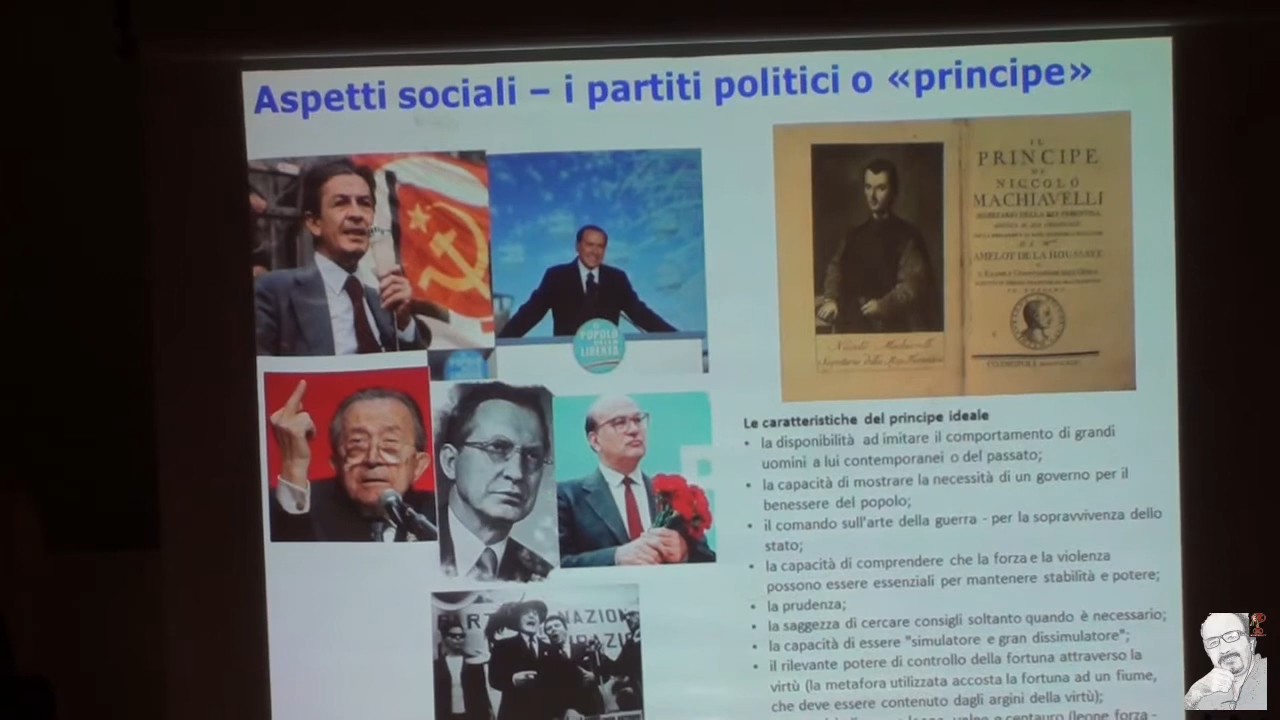 Aspetti sociali – i partiti politici o «principe»
IL
PRINCIPE
DI
NICCOLÓ
MACHIAVELLI
AMELOT DE LA HOUSSAYE
POPOLO
DELLA
LIBERTÀ
Le caratteristiche del principe ideale
• la disponibilità ad imitare il comportamento di grandi
uomini a lui contemporanei o del passato;
• la capacità di mostrare la necessità di un governo per il
benessere del popolo;
• il comando sull'arte della guerra - per la sopravvivenza dello
stato;
• la capacità di comprendere che la forza e la violenza
possono essere essenziali per mantenere stabilità e potere;
• la prudenza;
• la saggezza di cercare consigli soltanto quando è necessario;
• la capacità di essere "simulatore e gran dissimulatore";
• il rilevante potere di controllo della fortuna attraverso la
virtù (la metafora utilizzata accosta la fortuna ad un fiume,
che deve essere contenuto dagli argini della virtù);
NAZION